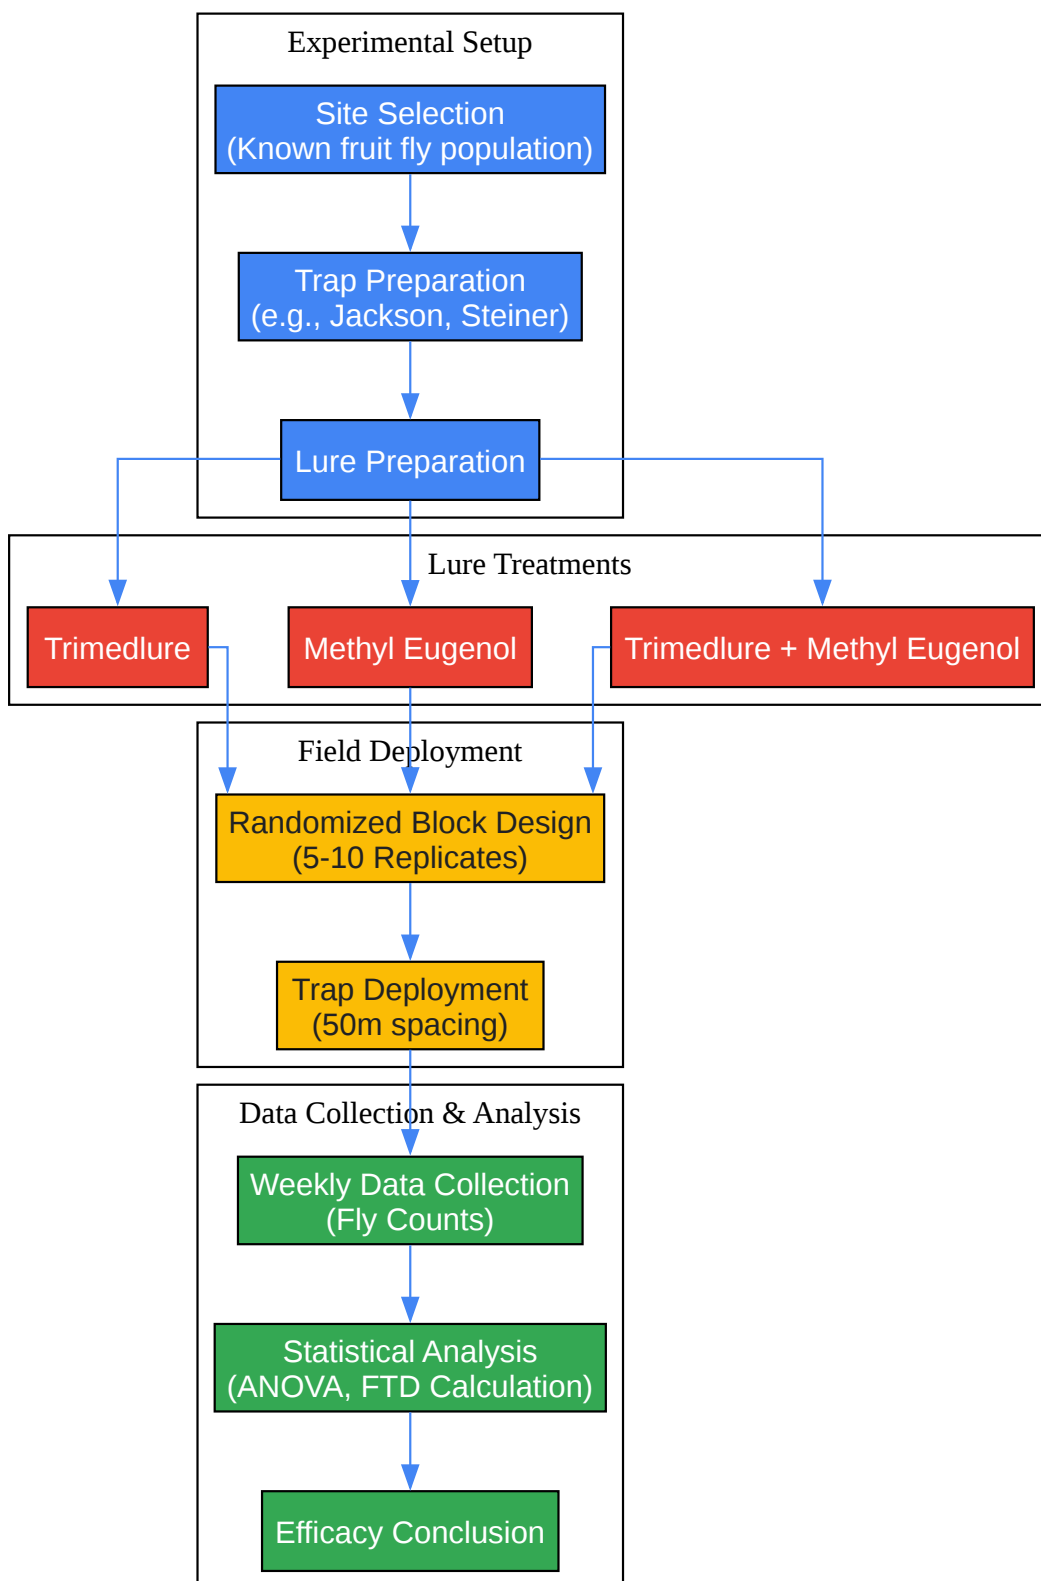 Experimental Setup
Site Selection
(Known fruit fly population)
Trap Preparation
(e.g., Jackson, Steiner)
Lure Preparation
Lure Treatments
Trimedlure
Methyl Eugenol
Trimedlure + Methyl Eugenol
Field Deployment
Randomized Block Design
(5-10 Replicates)
Trap Deployment
(50m spacing)
Data Collection & Analysis
Weekly Data Collection
(Fly Counts)
Statistical Analysis
(ANOVA, FTD Calculation)
Efficacy Conclusion